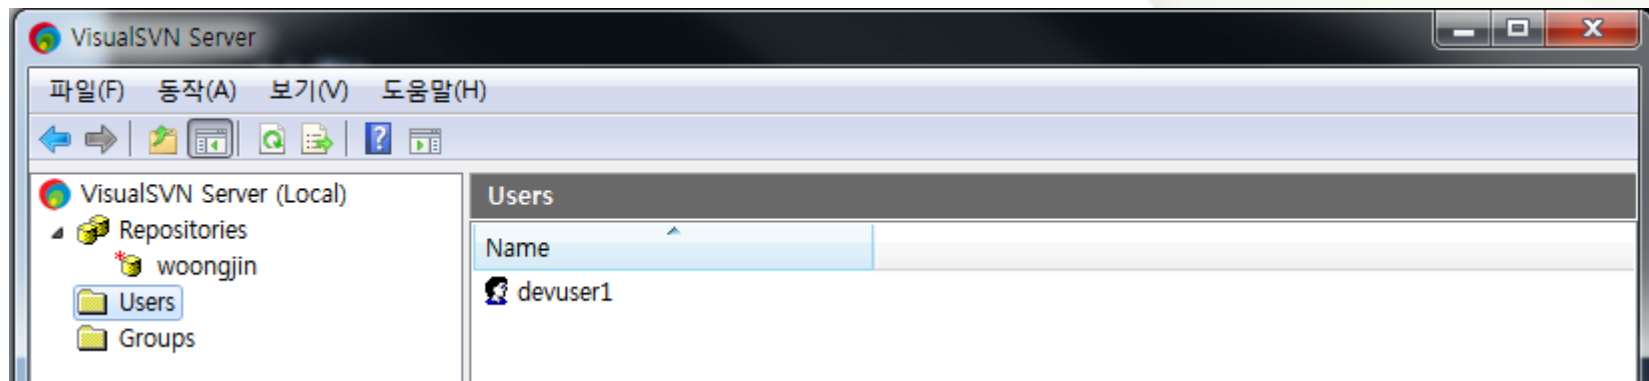 VisualSVN Server
파일(F) 동작(A) 보기(V) 도움말(H)
VisualSVN Server (Local)
Repositories
woongjin
Users
Groups
Users
Name
devuser1